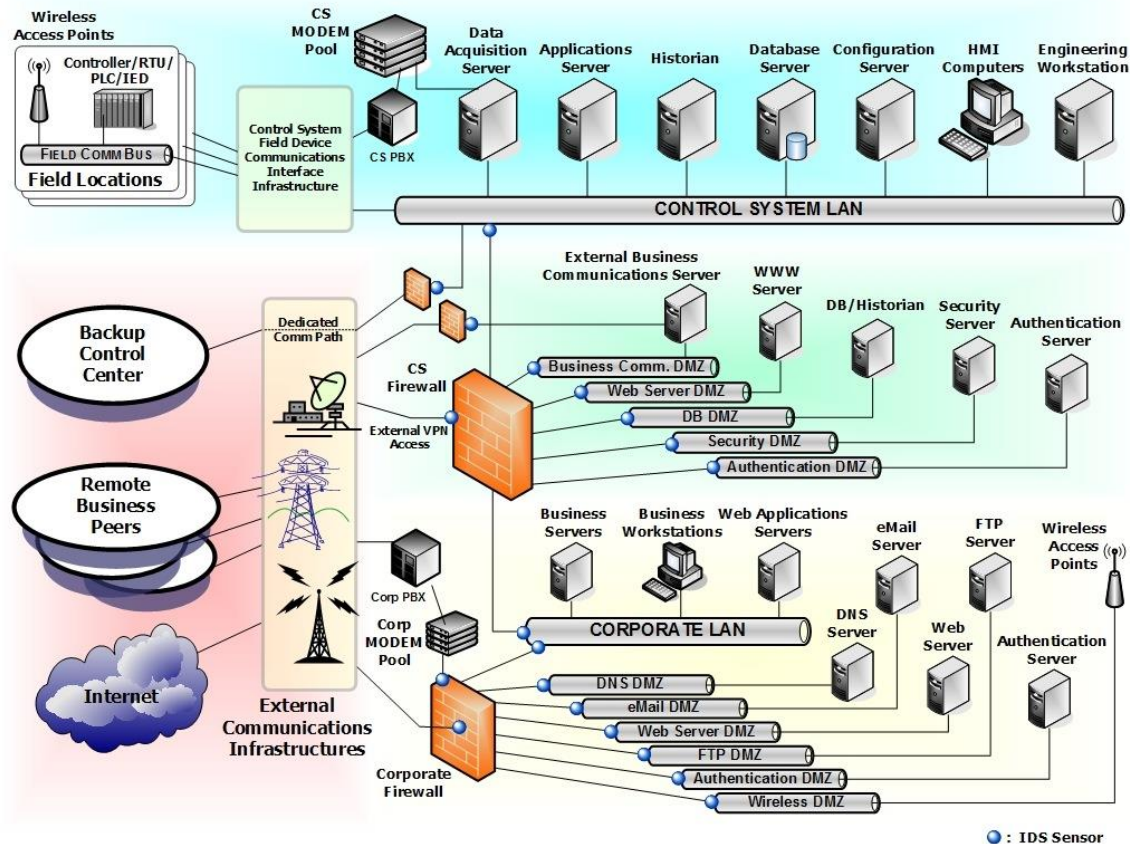 Wireless
Access Points
Controller/RTU/
PLC/IED
FIELD COMM BUS
Field Locations
Control System
Field Device
Communications
Interface
Infrastructure
CS
MODEM
Pool
CS PBX
Data
Acquisition
Server
Applications
Server
Historian
Database
Server
Configuration
Server
HMI
Computers
Engineering
Workstation
CONTROL SYSTEM LAN
Backup
Control
Center
Dedicated
Comm Path
External Business
Communications Server
WWW
Server
DB/Historian
Security
Server
Authentication
Server
CS
Firewall
External VPN
Access
Business Comm. DMZ
Web Server DMZ
DB DMZ
Security DMZ
Authentication DMZ
Remote
Business
Peers
Internet
External
Communications
Infrastructures
Corp PBX
Corp
MODEM
Pool
Corporate
Firewall
Business
Servers
Business
Workstations
Web Applications
Servers
eMail
Server
FTP
Server
Wireless
Access
Points
CORPORATE LAN
DNS
Server
Web
Server
Authentication
Server
DNS DMZ
eMail DMZ
Web Server DMZ
FTP DMZ
Authentication DMZ
Wireless DMZ
: IDS Sensor